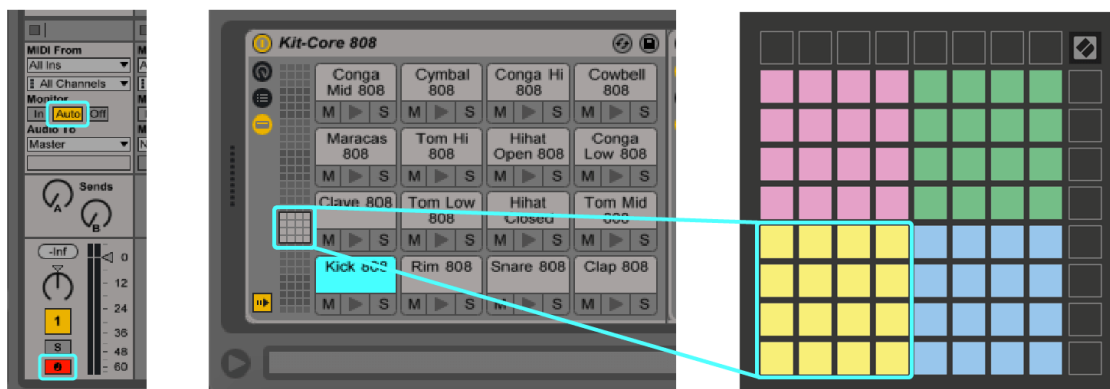 MIDI From
All Ins
All Channels
Monitor
In Auto Off
Audio To
Master
Sends
A
B
-Inf
0
12
24
36
48
60
1
S
Kit-Core 808
Conga Mid 808
Cymbal 808
Conga Hi 808
Cowbell 808
M S M S M S M S
Maracas 808
Tom Hi 808
Hihat Open 808
Conga Low 808
M S M S M S M S
Clave 808
Tom Low 808
Hihat Closed
Tom Mid 808
M S M S M S M S
Kick 808
Rim 808
Snare 808
Clap 808
M S M S M S M S